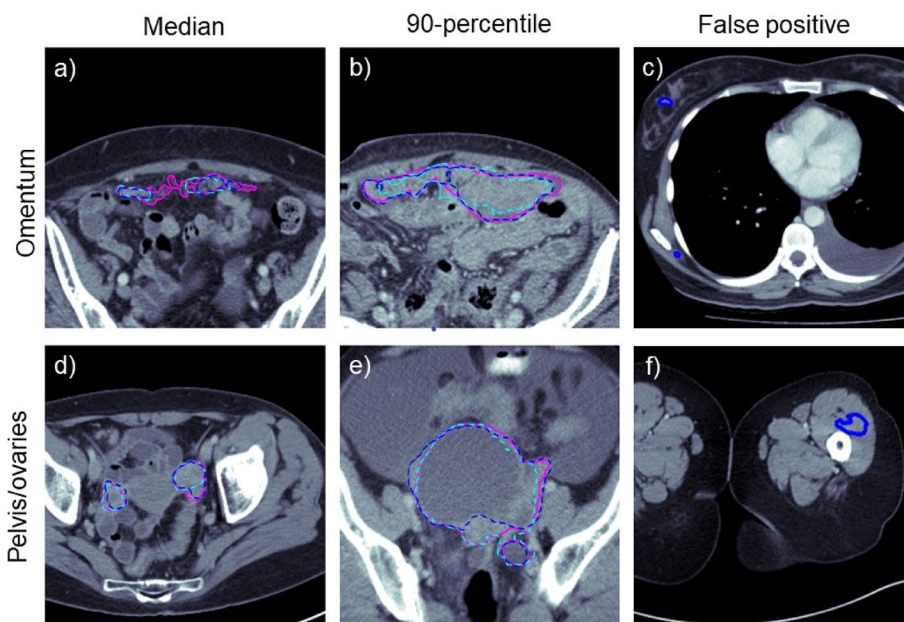 Median 90-percentile False positive
Omentum
a) b) c)
Pelvis/ovaries
d) e) f)